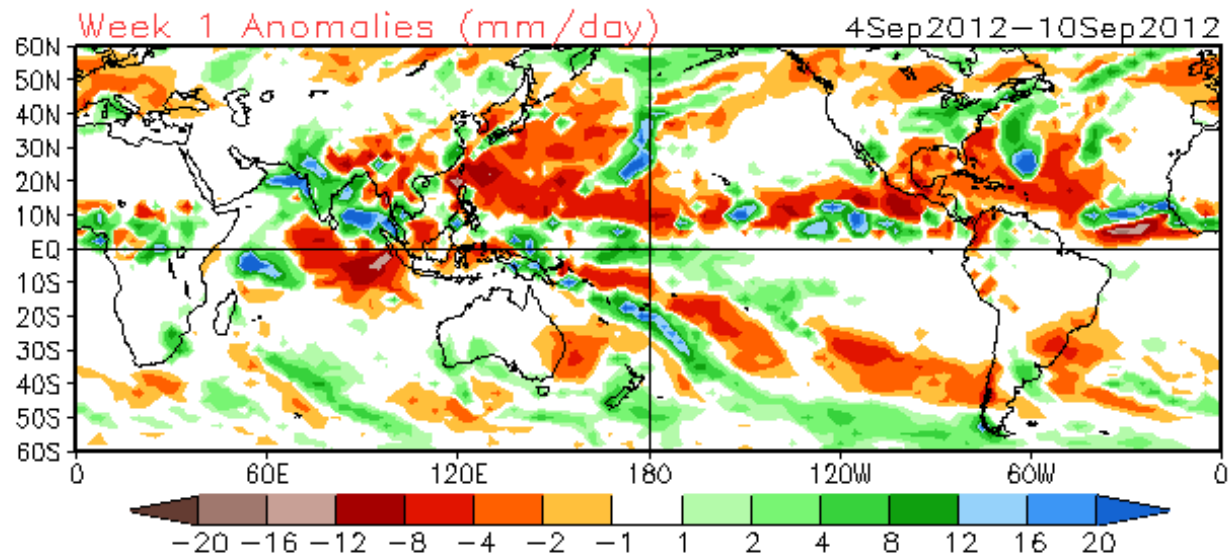 Week 1 Anomalies (mm/day) 4Sep2012-10Sep2012
60N
50N
40N
30N
20N
10N
EQ
10S
20S
30S
40S
50S
60S
0 60E 120E 180 120W 60W 0
-20 -16 -12 -8 -4 -2 -1 1 2 4 8 12 16 20